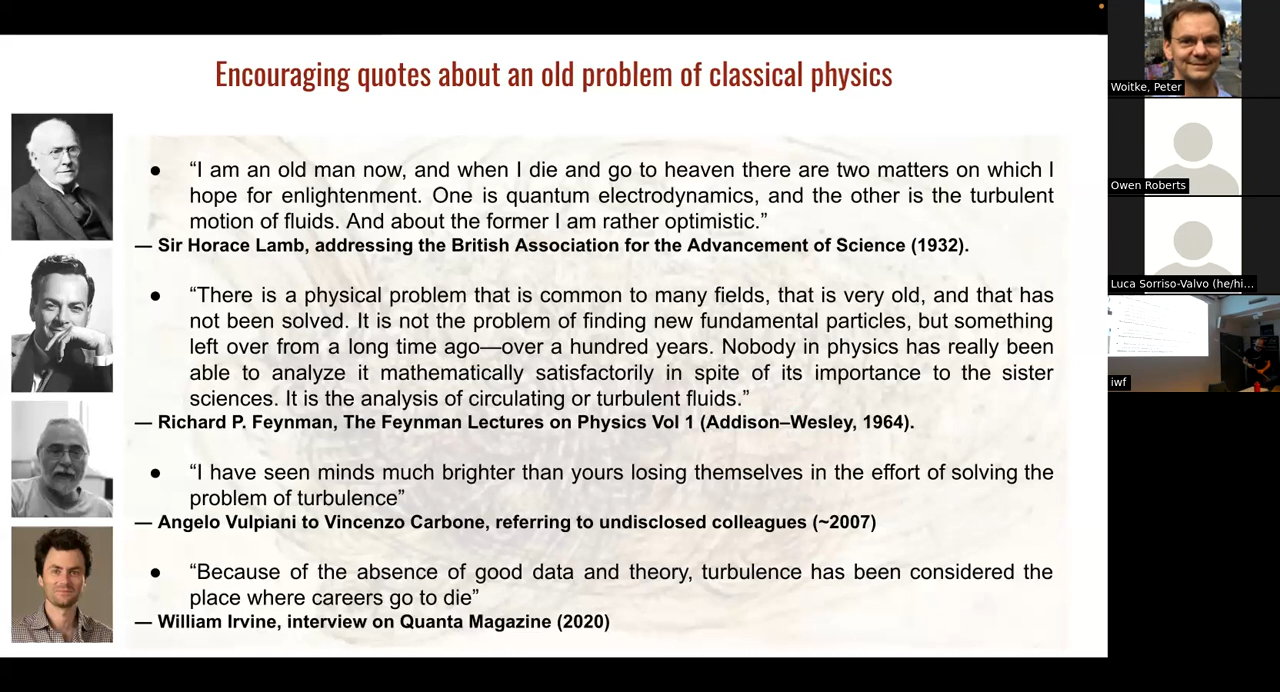 Encouraging quotes about an old problem of classical physics
● “I am an old man now, and when I die and go to heaven there are two matters on which I
hope for enlightenment. One is quantum electrodynamics, and the other is the turbulent
motion of fluids. And about the former I am rather optimistic.”
— Sir Horace Lamb, addressing the British Association for the Advancement of Science (1932).
● “There is a physical problem that is common to many fields, that is very old, and that has
not been solved. It is not the problem of finding new fundamental particles, but something
left over from a long time ago—over a hundred years. Nobody in physics has really been
able to analyze it mathematically satisfactorily in spite of its importance to the sister
sciences. It is the analysis of circulating or turbulent fluids.”
— Richard P. Feynman, The Feynman Lectures on Physics Vol 1 (Addison–Wesley, 1964).
● “I have seen minds much brighter than yours losing themselves in the effort of solving the
problem of turbulence”
— Angelo Vulpiani to Vincenzo Carbone, referring to undisclosed colleagues (~2007)
● “Because of the absence of good data and theory, turbulence has been considered the
place where careers go to die”
— William Irvine, interview on Quanta Magazine (2020)
Woitke, Peter
Owen Roberts
Luca Sorriso-Valvo (he/hi...
iwf